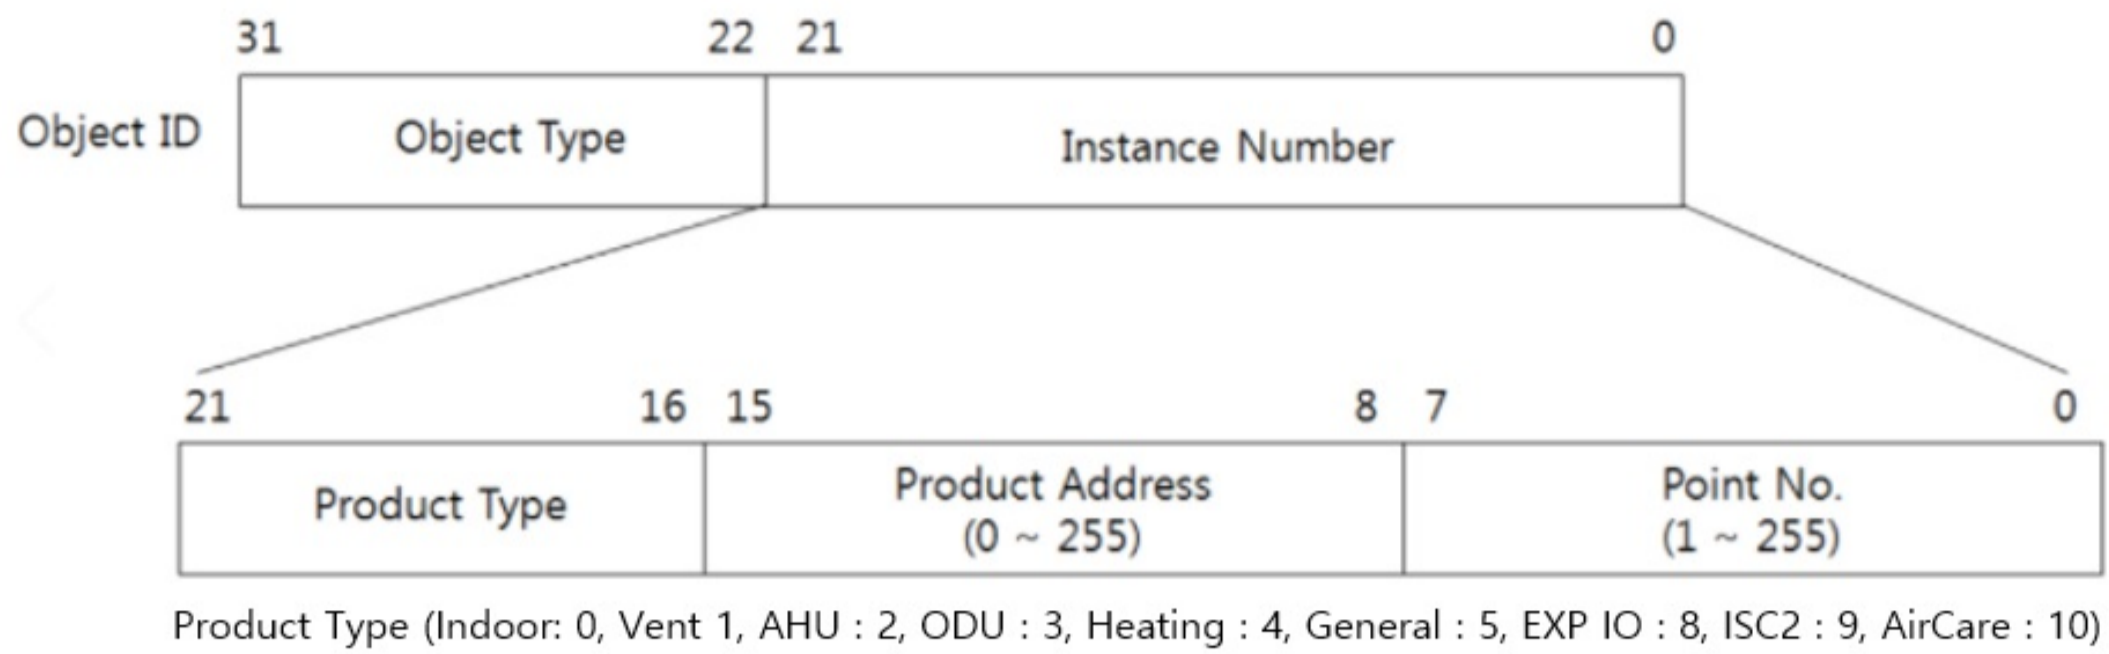 31 22 21 0
Object ID Object Type Instance Number
21 16 15 8 7 0
Product Type Product Address Point No.
(0 ~ 255) (1 ~ 255)
Product Type (Indoor: 0, Vent 1, AHU : 2, ODU : 3, Heating : 4, General : 5, EXP IO : 8, ISC2 : 9, AirCare : 10)